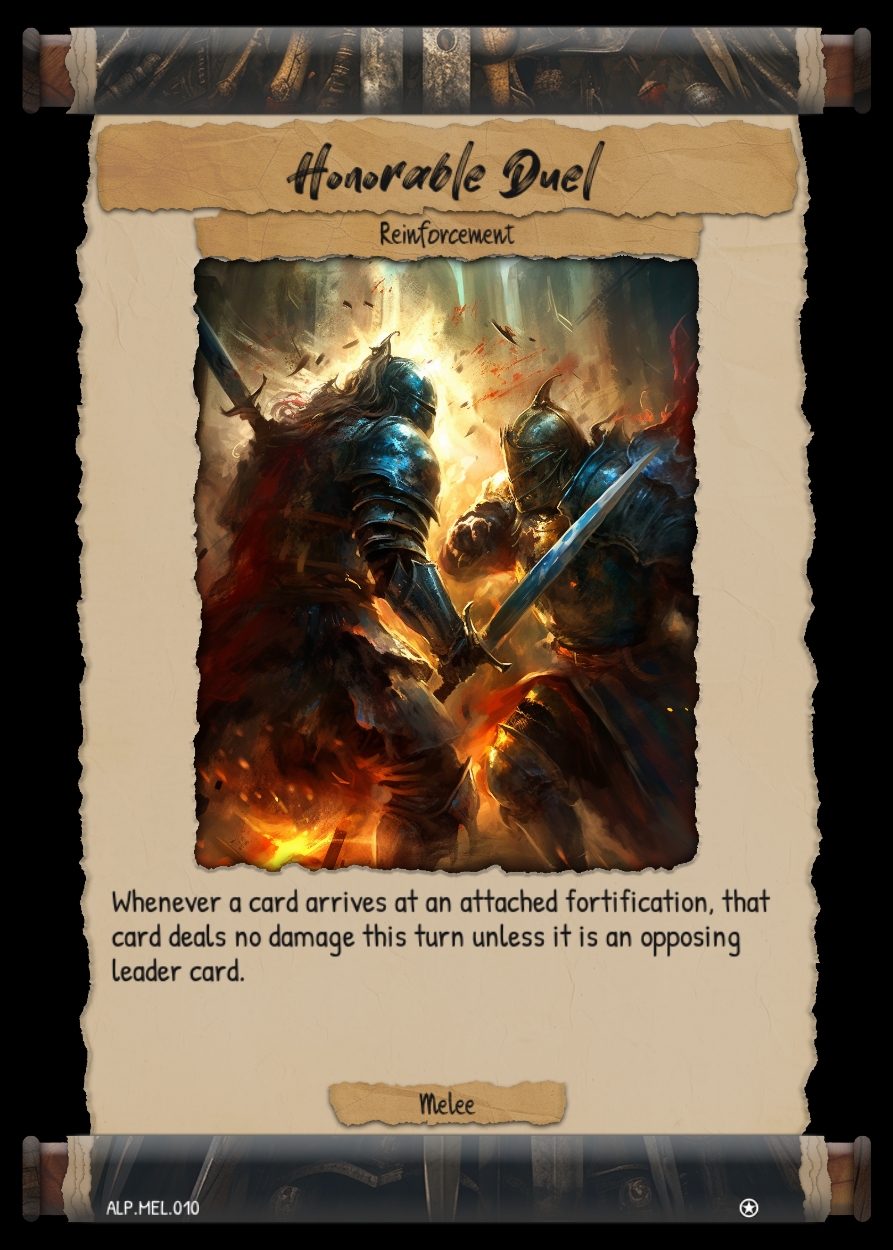 Honorable Duel
Reinforcement
Whenever a card arrives at an attached fortification, that
card deals no damage this turn unless it is an opposing
leader card.
Melee
ALP.MEL.010